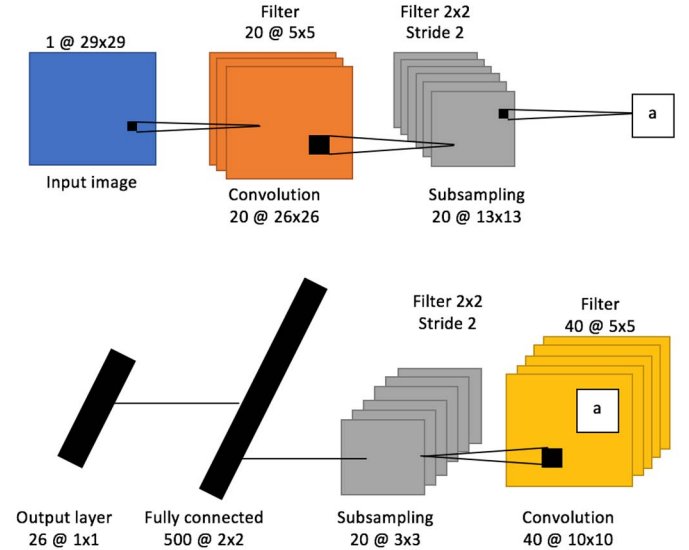 1 @ 29x29
Input image
Filter
20 @ 5x5
Convolution
20 @ 26x26
Filter 2x2
Stride 2
Subsampling
20 @ 13x13
a
Output layer
26 @ 1x1
Fully connected
500 @ 2x2
Filter 2x2
Stride 2
Subsampling
20 @ 3x3
Filter
40 @ 5x5
a
Convolution
40 @ 10x10